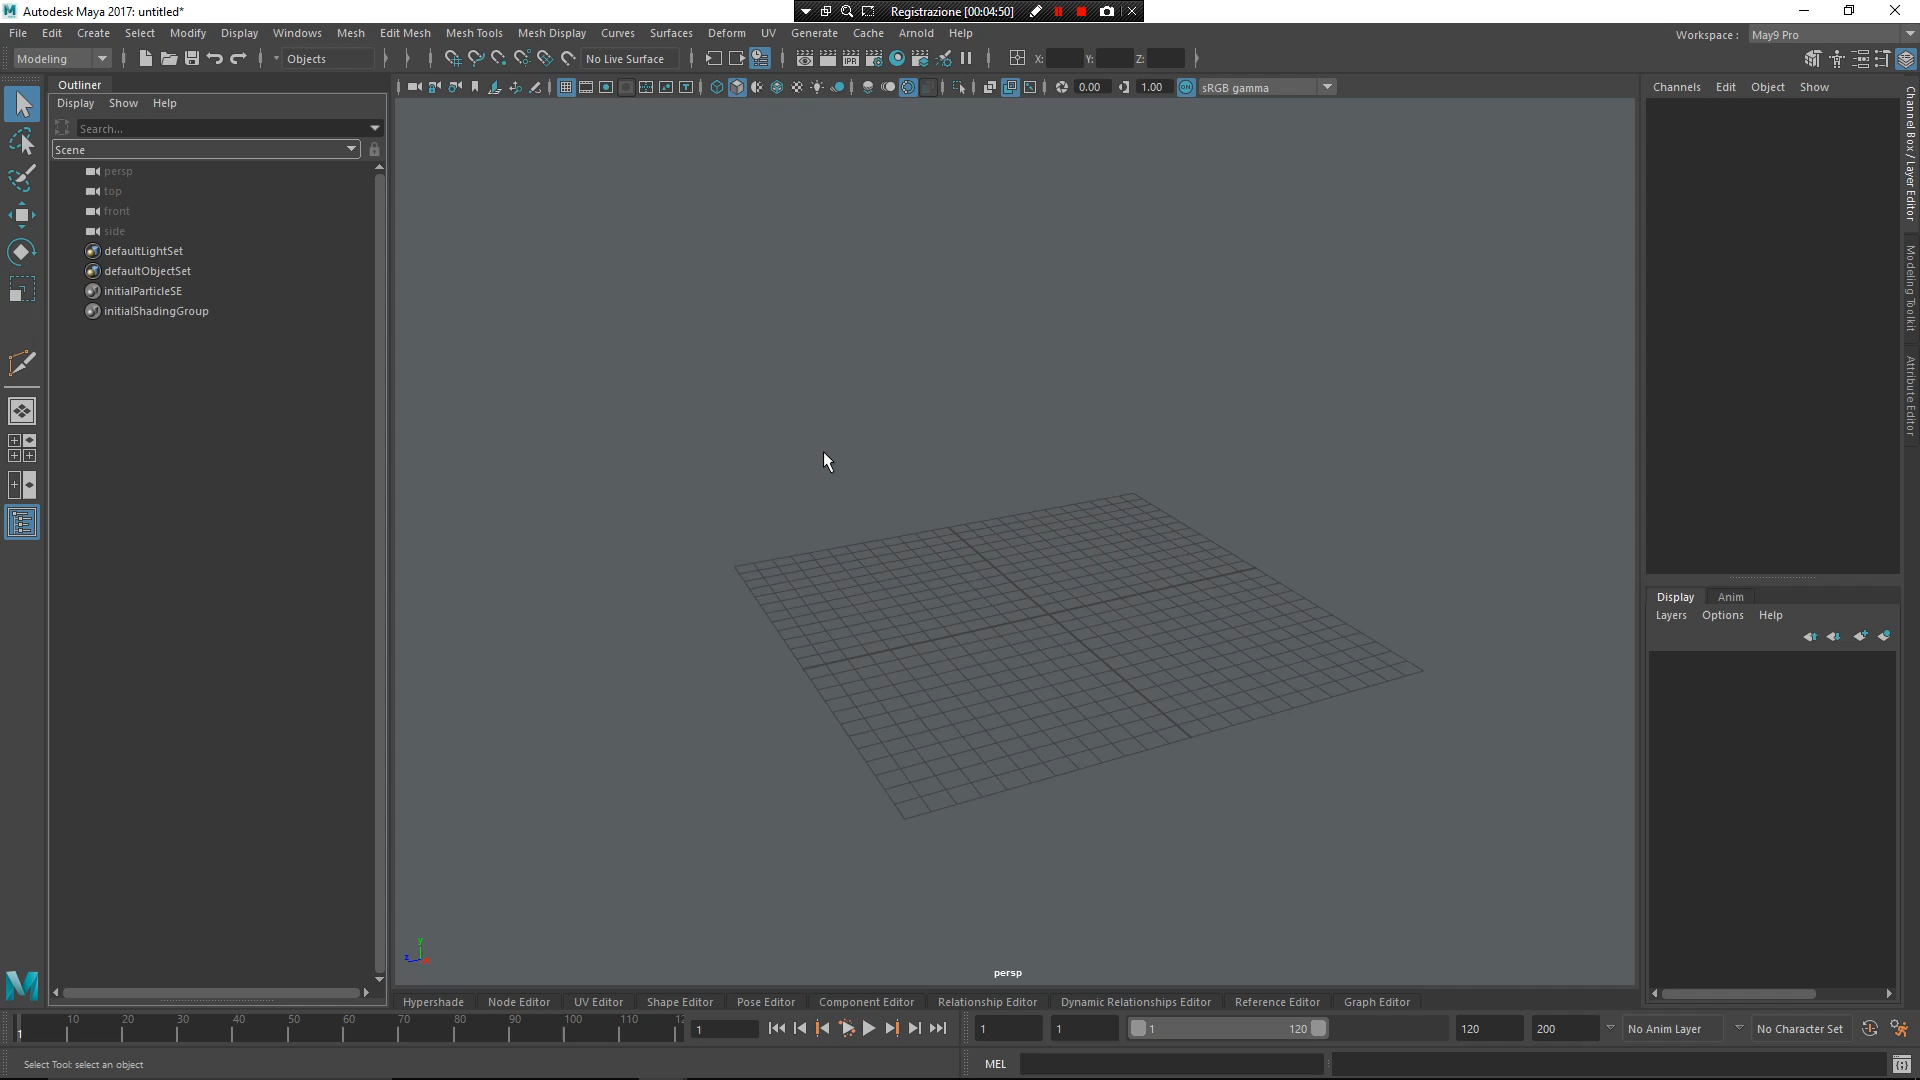 Autodesk Maya 2017: untitled*
Registrazione [00:04:50]
File Edit Create Select Modify Display Windows Mesh Edit Mesh Mesh Tools Mesh Display Curves Surfaces Deform UV Generate Cache Arnold Help
Workspace : May9 Pro
Modeling Objects No Live Surface IPR X: Y: Z:
Outliner
Display Show Help
0.00 1.00 ON sRGB gamma
Channels Edit Object Show
Search...
Scene
persp
top
front
side
defaultLightSet
defaultObjectSet
initialParticleSE
initialShadingGroup
Channel Box / Layer Editor
Modeling Toolkit
Attribute Editor
Display Anim
Layers Options Help
y
z
persp
Hypershade Node Editor UV Editor Shape Editor Pose Editor Component Editor Relationship Editor Dynamic Relationships Editor Reference Editor Graph Editor
1 10 20 30 40 50 60 70 80 90 100 110 12
1 1 1 1 120 120 200 No Anim Layer No Character Set
Select Tool: select an object
MEL